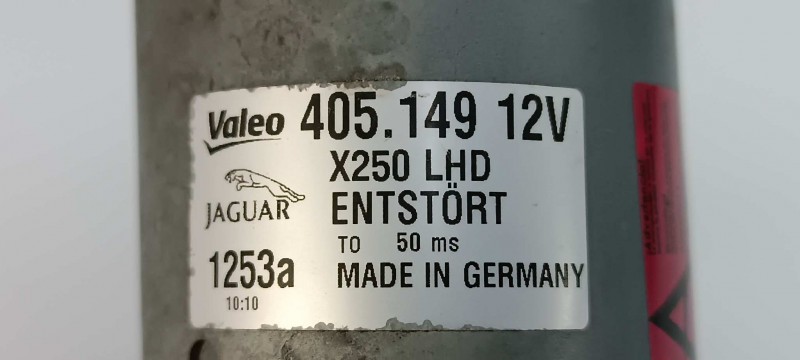 Valeo 405.149 12V
X250 LHD
JAGUAR ENTSTÖRT
TO 50 ms
1253a MADE IN GERMANY
10:10